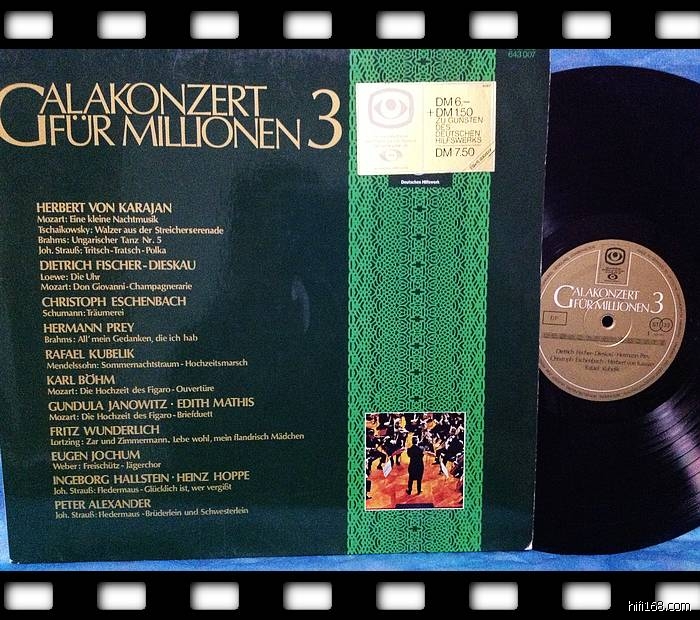 643 007
GALAKONZERT
FÜR MILLIONEN 3
DM 6,–
+ DM 1.50
ZU GUNSTEN
DES
DEUTSCHEN
HILFSWERKS
DM 7.50
Deutsches Hilfswerk
HERBERT VON KARAJAN
Mozart: Eine kleine Nachtmusik
Tschaikowsky: Walzer aus der Streicherserenade
Brahms: Ungarischer Tanz Nr. 5
Joh. Strauß: Tritsch-Tratsch-Polka
DIETRICH FISCHER-DIESKAU
Loewe: Die Uhr
Mozart: Don Giovanni-Champagnerarie
CHRISTOPH ESCHENBACH
Schumann: Träumerei
HERMANN PREY
Brahms: All' mein Gedanken, die ich hab
RAFAEL KUBELIK
Mendelssohn: Sommernachtstraum - Hochzeitsmarsch
KARL BÖHM
Mozart: Die Hochzeit des Figaro - Ouvertüre
GUNDULA JANOWITZ · EDITH MATHIS
Mozart: Die Hochzeit des Figaro - Briefduett
FRITZ WUNDERLICH
Lortzing: Zar und Zimmermann, Lebe wohl, mein flandrisch Mädchen
EUGEN JOCHUM
Weber: Freischütz - Jägerchor
INGEBORG HALLSTEIN · HEINZ HOPPE
Joh. Strauß: Fledermaus - Glücklich ist, wer vergißt
PETER ALEXANDER
Joh. Strauß: Fledermaus - Brüderlein und Schwesterlein
GALAKONZERT
FÜR MILLIONEN 3
ST 33
Dietrich Fischer-Dieskau · Hermann Prey
Christoph Eschenbach · Herbert von Karajan
Rafael Kubelik
hifi168.com